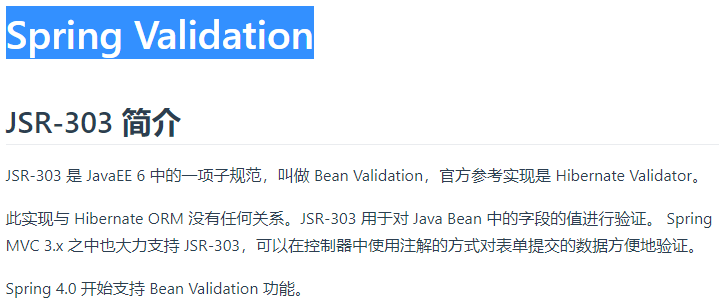 Spring Validation
JSR-303 简介
JSR-303 是 JavaEE 6 中的一项子规范，叫做 Bean Validation，官方参考实现是 Hibernate Validator。
此实现与 Hibernate ORM 没有任何关系。JSR-303 用于对 Java Bean 中的字段的值进行验证。 Spring
MVC 3.x 之中也大力支持 JSR-303，可以在控制器中使用注解的方式对表单提交的数据方便地验证。
Spring 4.0 开始支持 Bean Validation 功能。